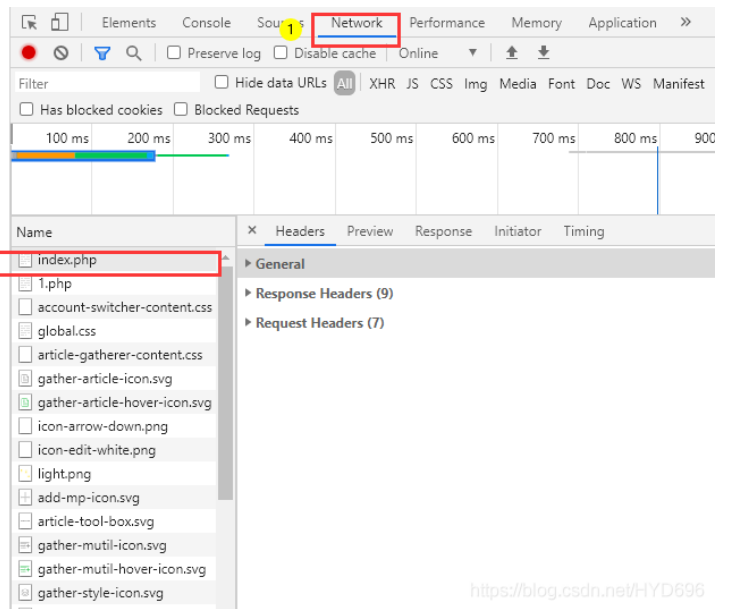 Elements Console Sources Network Performance Memory Application »
1
Preserve log Disable cache Online ▼
Filter Hide data URLs All XHR JS CSS Img Media Font Doc WS Manifest
Has blocked cookies Blocked Requests
100 ms 200 ms 300 ms 400 ms 500 ms 600 ms 700 ms 800 ms 900
Name × Headers Preview Response Initiator Timing
index.php
General
1.php
Response Headers (9)
account-switcher-content.css
Request Headers (7)
global.css
article-gatherer-content.css
gather-article-icon.svg
gather-article-hover-icon.svg
icon-arrow-down.png
icon-edit-white.png
light.png
add-mp-icon.svg
article-tool-box.svg
gather-mutil-icon.svg
gather-mutil-hover-icon.svg
gather-style-icon.svg
https://blog.csdn.net/HYD696